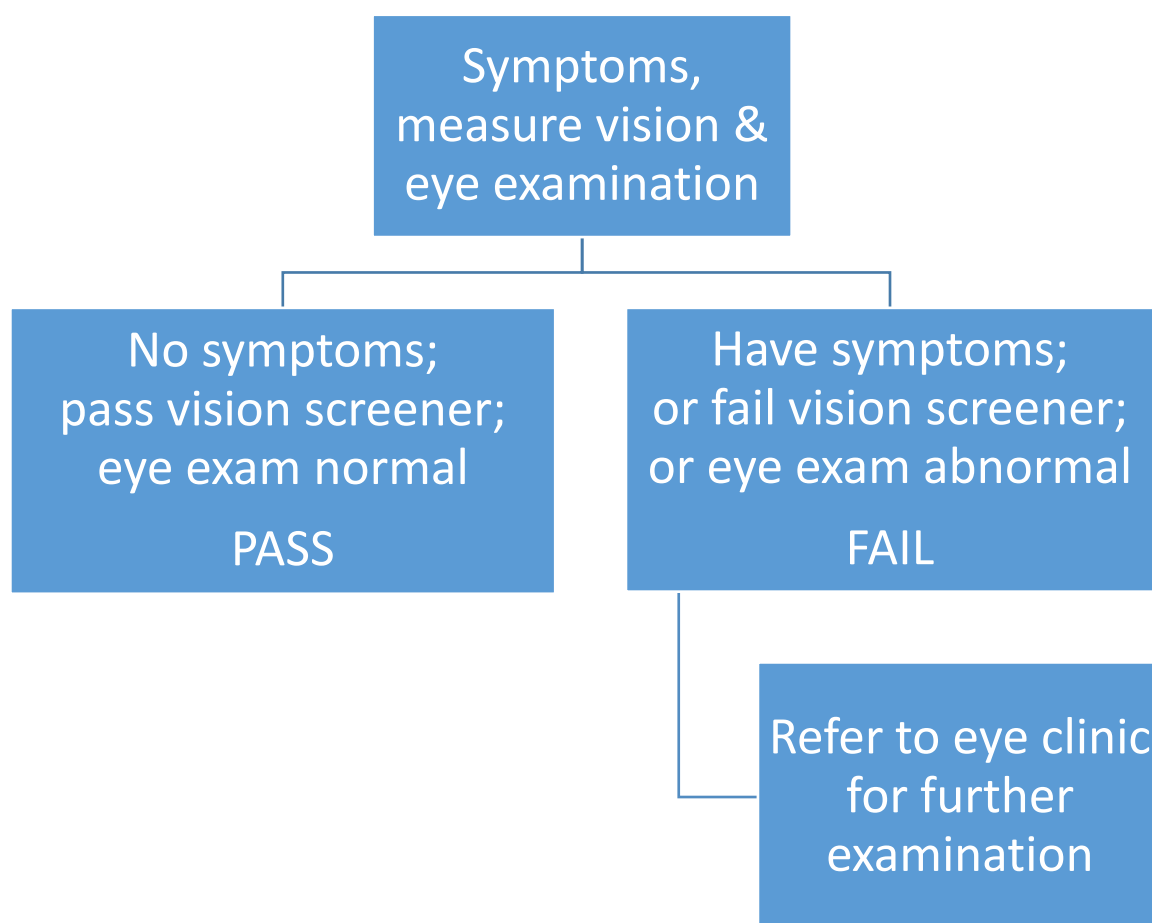 Symptoms,
measure vision &
eye examination
No symptoms;
pass vision screener;
eye exam normal
PASS
Have symptoms;
or fail vision screener;
or eye exam abnormal
FAIL
Refer to eye clinic
for further
examination